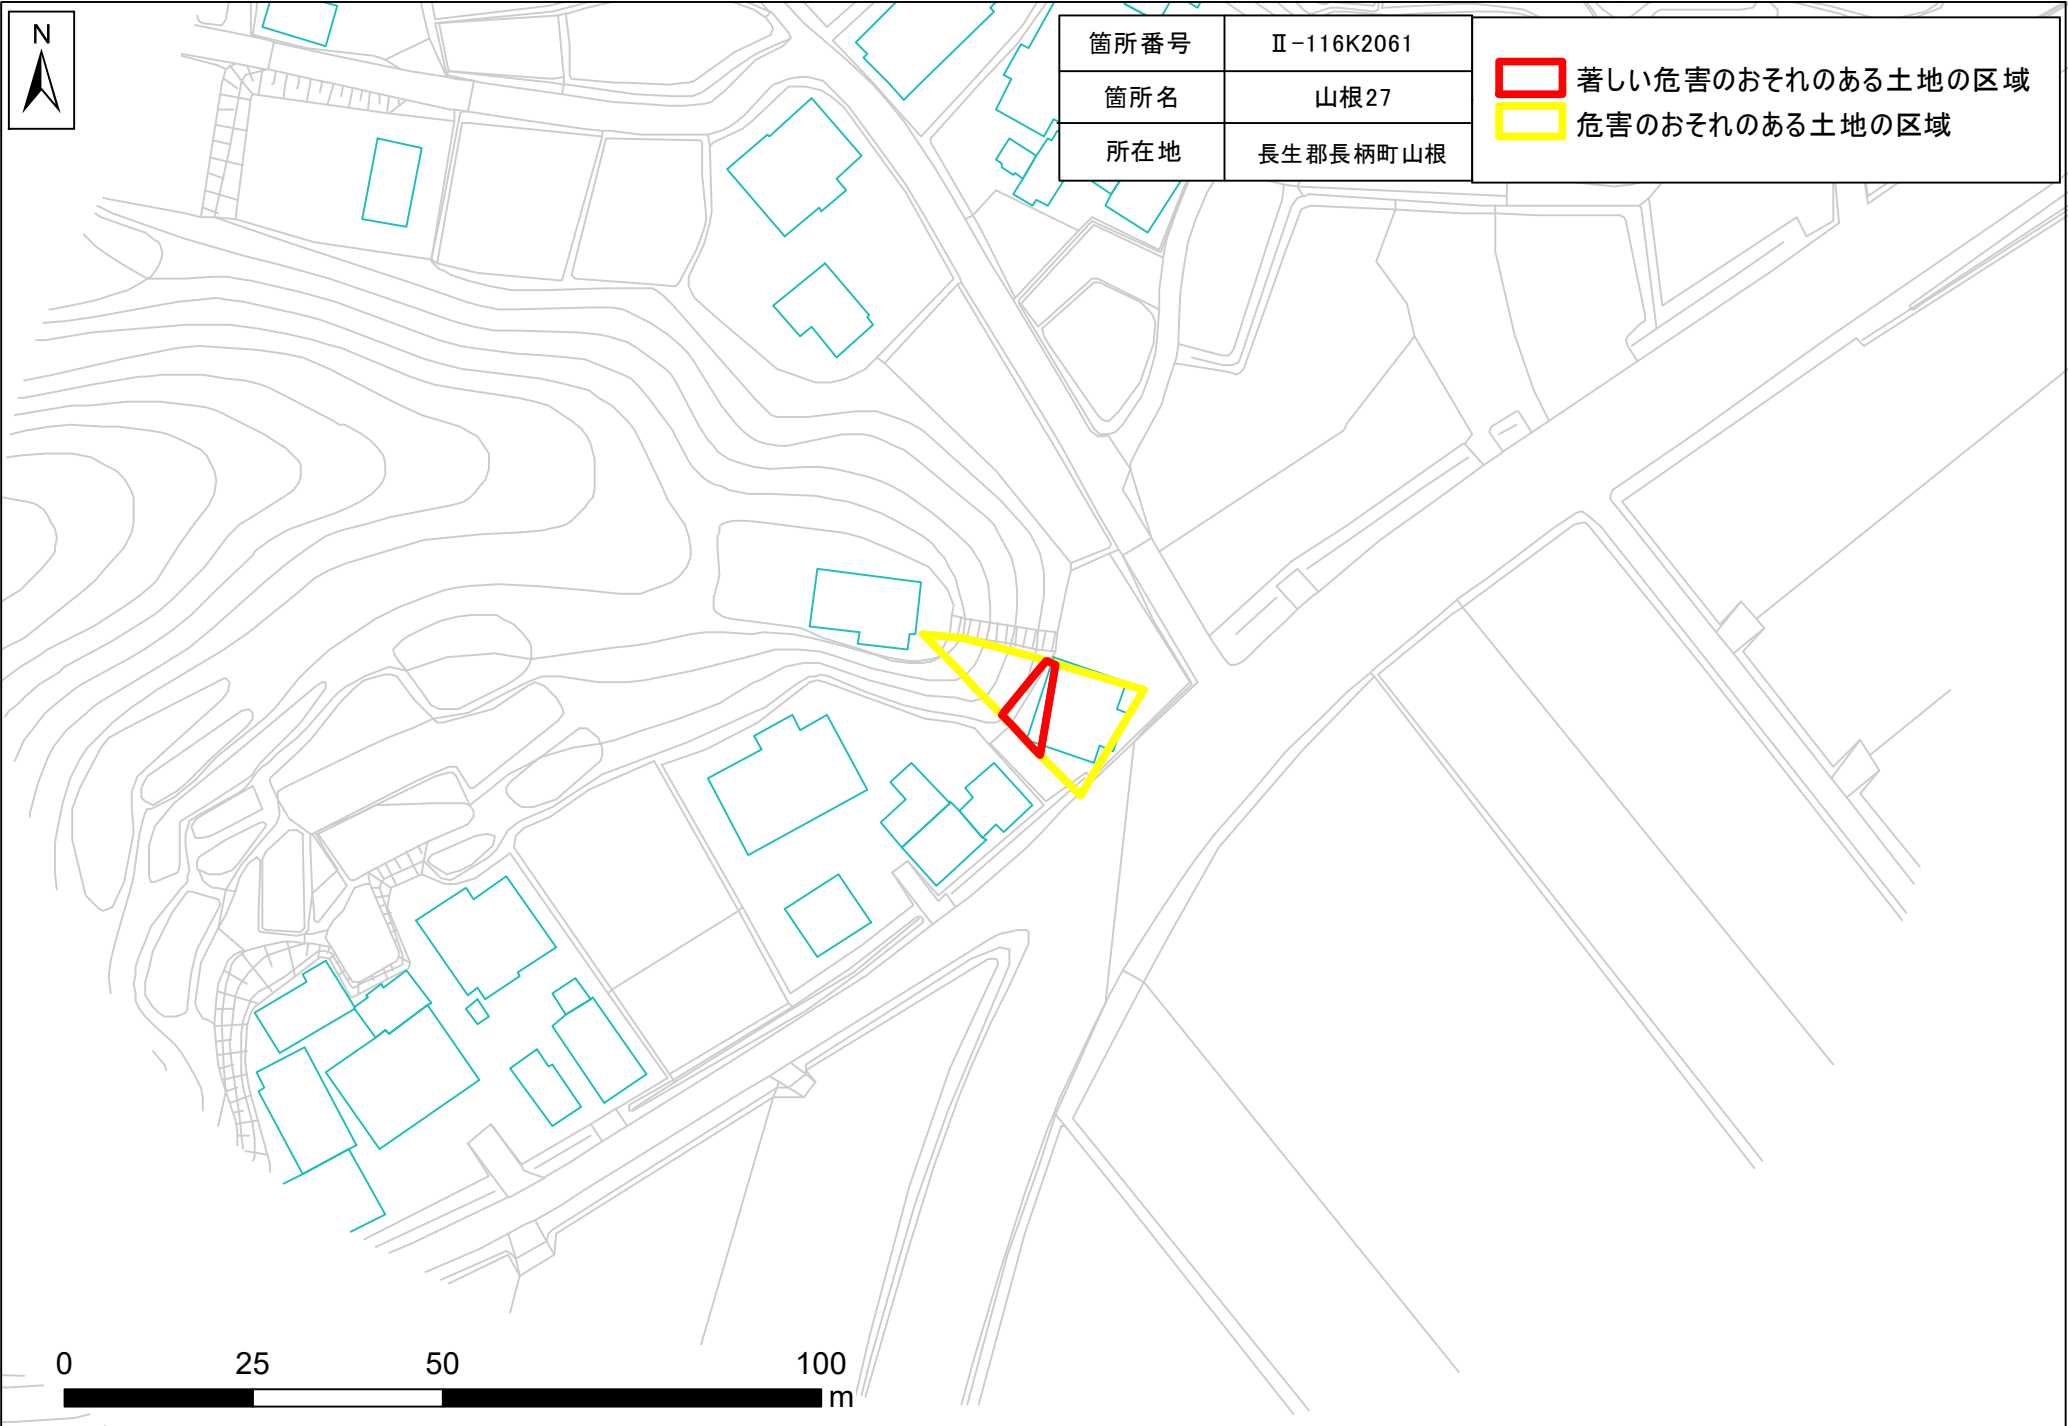 N
箇所番号 Ⅱ-116K2061
箇所名 山根27
所在地 長生郡長柄町山根
著しい危害のおそれのある土地の区域
危害のおそれのある土地の区域
0 25 50 100
m